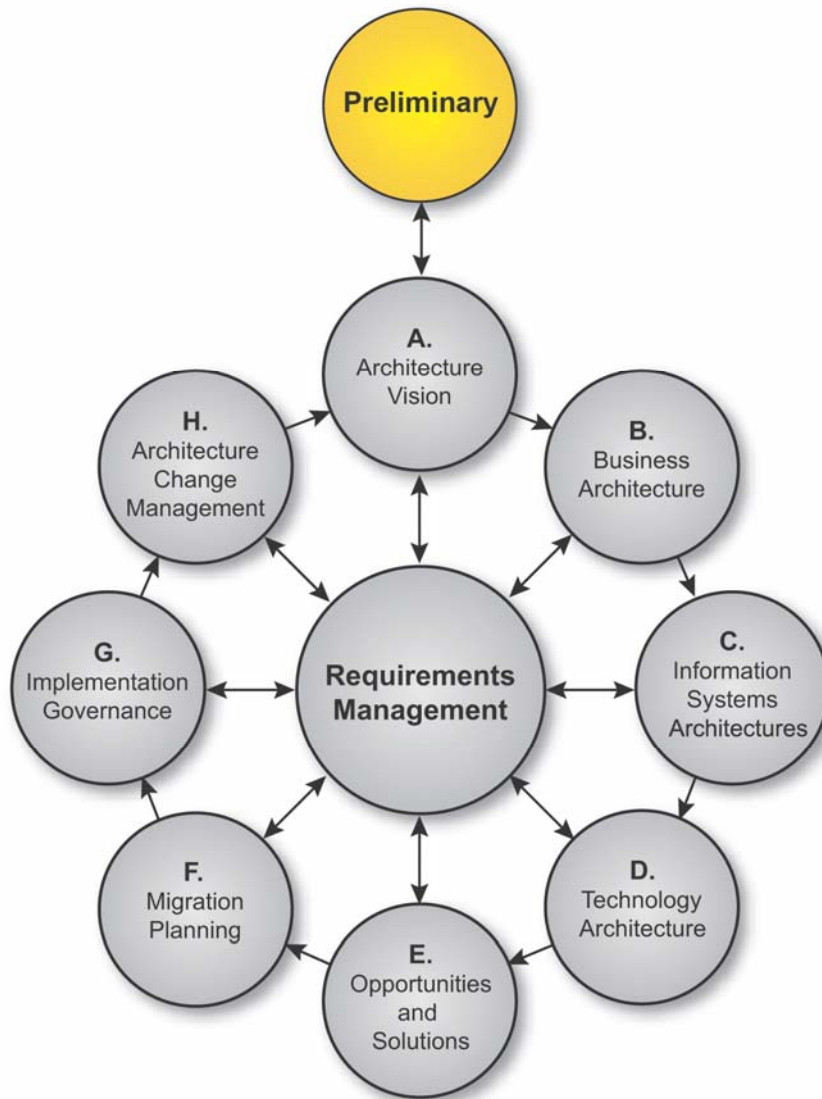 Preliminary
A.
Architecture
Vision
B.
Business
Architecture
C.
Information
Systems
Architectures
D.
Technology
Architecture
E.
Opportunities
and
Solutions
F.
Migration
Planning
G.
Implementation
Governance
H.
Architecture
Change
Management
Requirements
Management